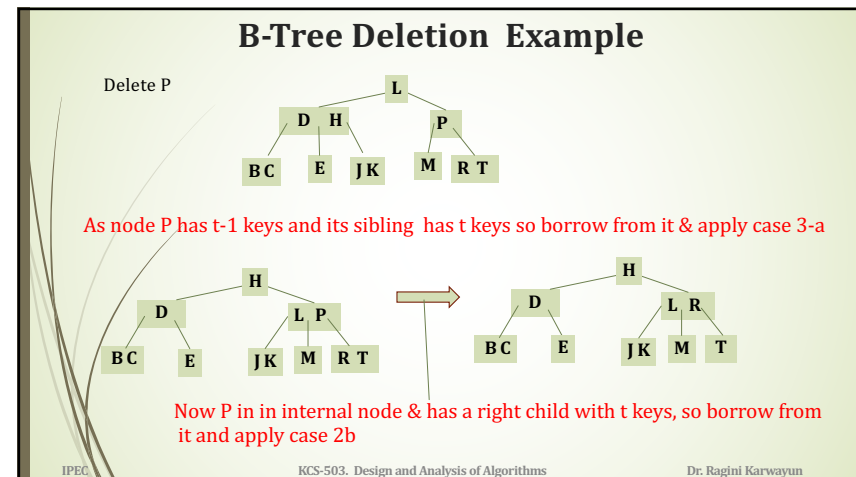 B-Tree Deletion Example
Delete P
L
D H
P
B C
E
J K
M
R T
As node P has t-1 keys and its sibling has t keys so borrow from it & apply case 3-a
H
D
L P
B C
E
J K
M
R T
H
D
L R
B C
E
J K
M
T
Now P in in internal node & has a right child with t keys, so borrow from
it and apply case 2b
IPEC
KCS-503. Design and Analysis of Algorithms
Dr. Ragini Karwayun